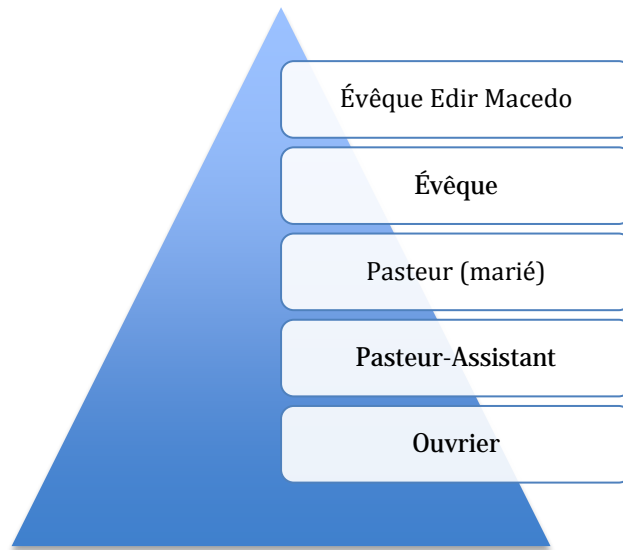 Évêque Edir Macedo
Évêque
Pasteur (marié)
Pasteur-Assistant
Ouvrier